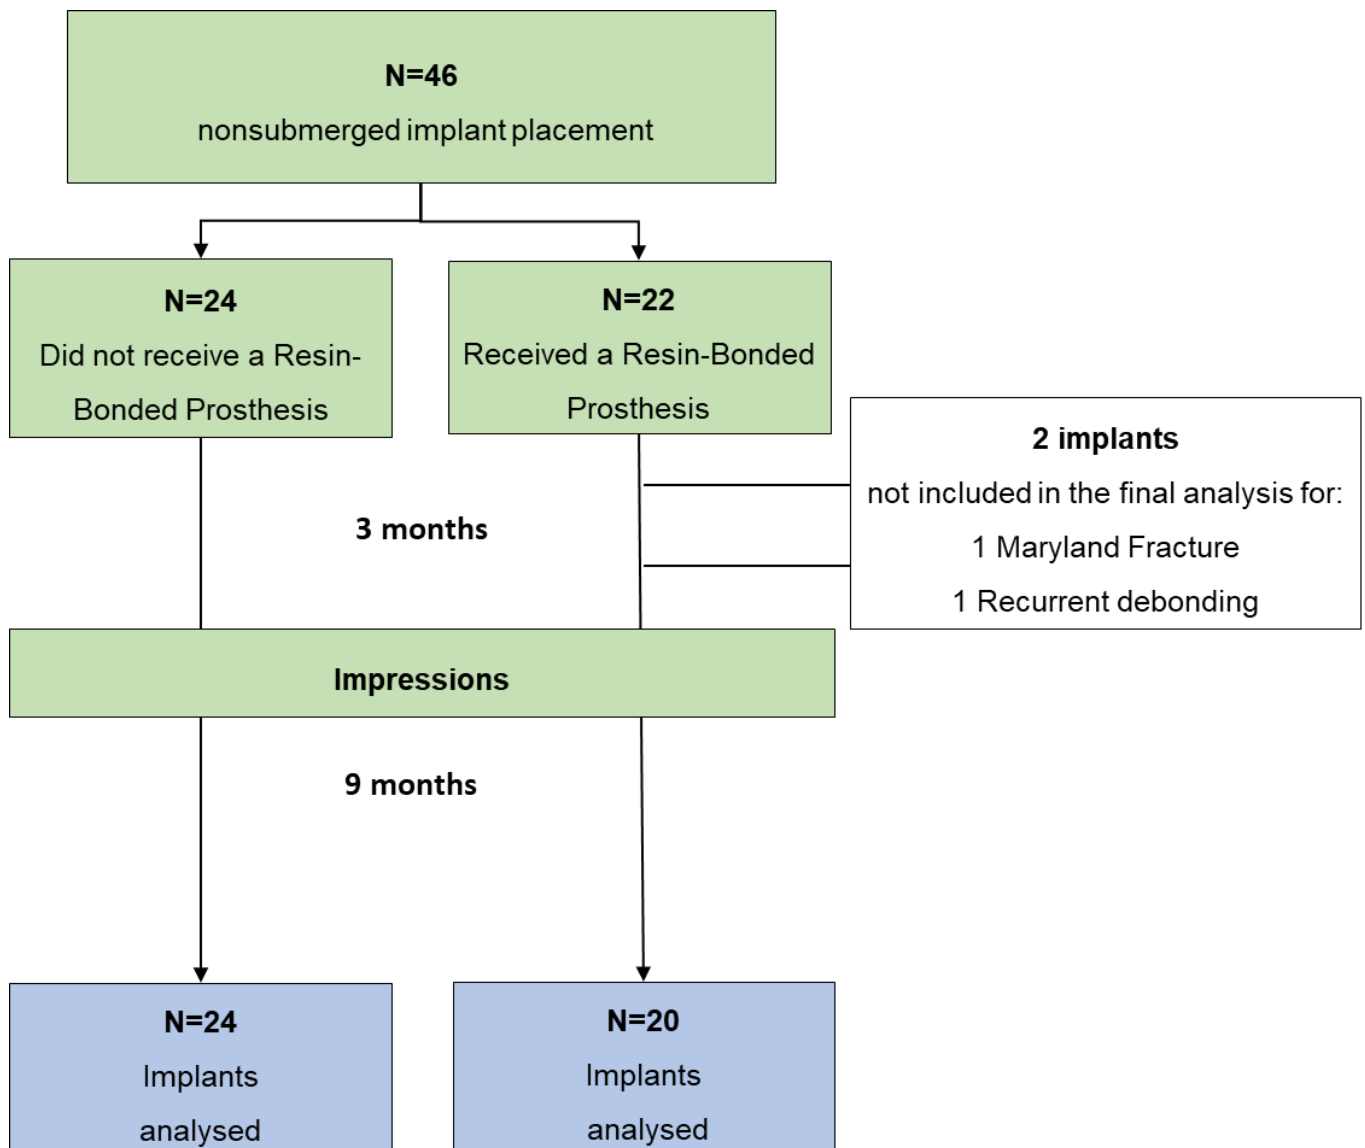 N=46
nonsubmerged implant placement
N=24
Did not receive a Resin-
Bonded Prosthesis
N=22
Received a Resin-Bonded
Prosthesis
2 implants
not included in the final analysis for:
1 Maryland Fracture
1 Recurrent debonding
3 months
Impressions
9 months
N=24
Implants
analysed
N=20
Implants
analysed